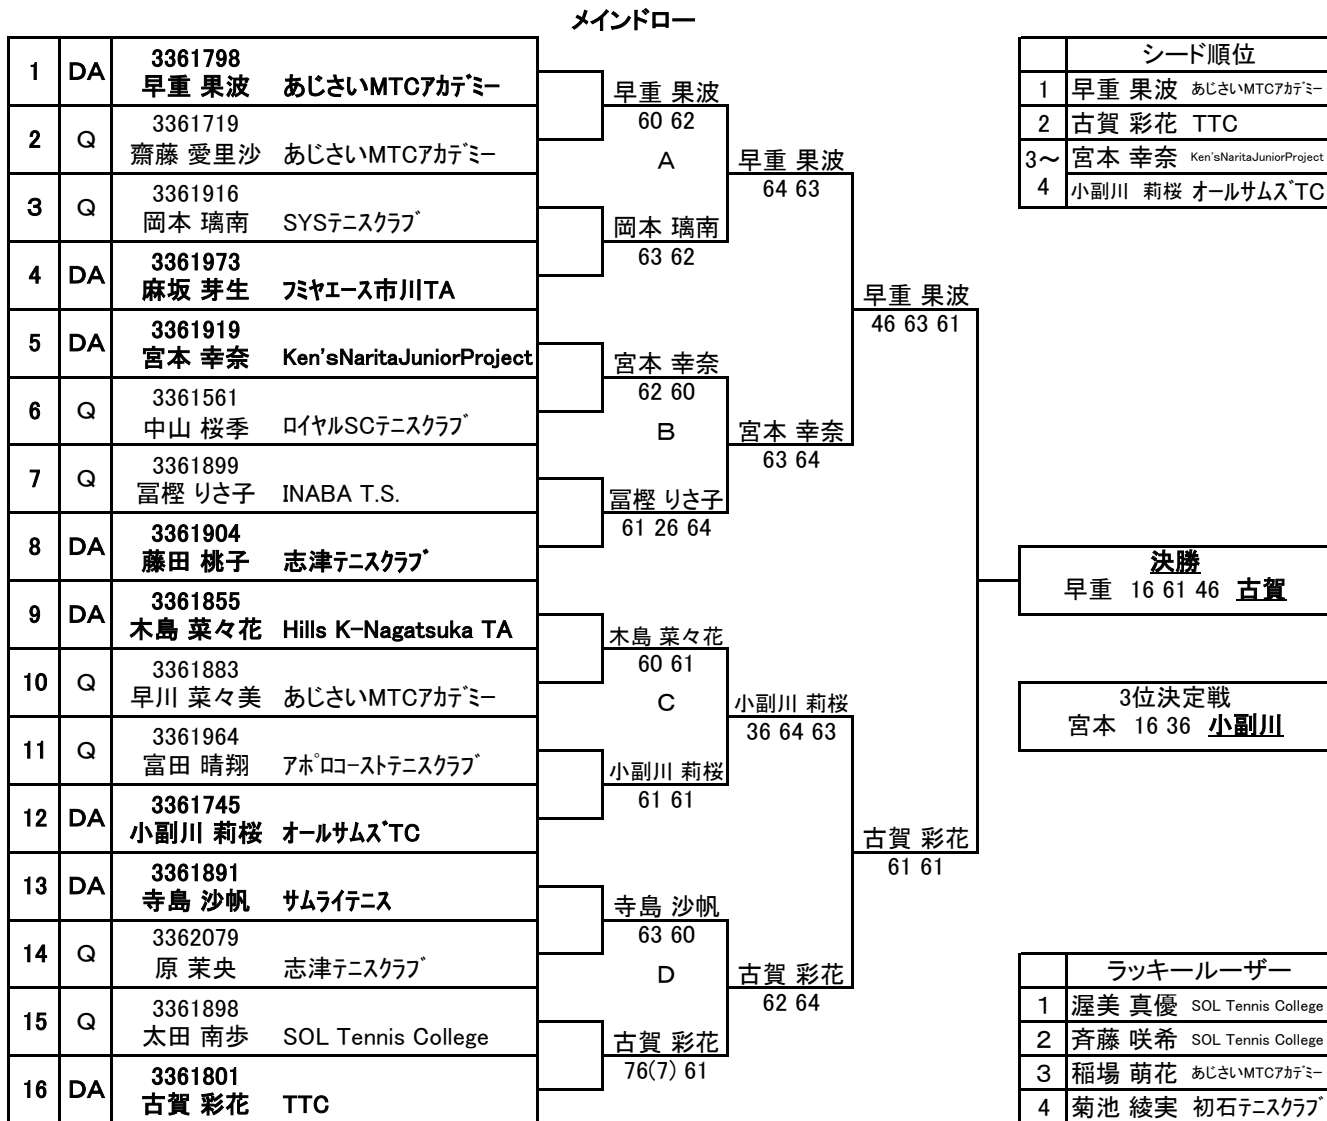 メインドロー
1 DA 3361798
早重 果波 あじさいMTCアカデミー
2 Q 3361719
齋藤 愛里沙 あじさいMTCアカデミー
3 Q 3361916
岡本 璃南 SYSテニスクラブ
4 DA 3361973
麻坂 芽生 フミヤエース市川TA
5 DA 3361919
宮本 幸奈 Ken'sNaritaJuniorProject
6 Q 3361561
中山 桜季 ロイヤルSCテニスクラブ
7 Q 3361899
冨樫 りさ子 INABA T.S.
8 DA 3361904
藤田 桃子 志津テニスクラブ
9 DA 3361855
木島 菜々花 Hills K-Nagatsuka TA
10 Q 3361883
早川 菜々美 あじさいMTCアカデミー
11 Q 3361964
富田 晴翔 アポロコーストテニスクラブ
12 DA 3361745
小副川 莉桜 オールサムズTC
13 DA 3361891
寺島 沙帆 サムライテニス
14 Q 3362079
原 茉央 志津テニスクラブ
15 Q 3361898
太田 南歩 SOL Tennis College
16 DA 3361801
古賀 彩花 TTC
早重 果波
60 62
A
岡本 璃南
63 62
宮本 幸奈
62 60
B
冨樫 りさ子
61 26 64
木島 菜々花
60 61
C
小副川 莉桜
61 61
寺島 沙帆
63 60
D
古賀 彩花
76(7) 61
早重 果波
64 63
宮本 幸奈
63 64
小副川 莉桜
36 64 63
古賀 彩花
62 64
早重 果波
46 63 61
古賀 彩花
61 61
シード順位
1 早重 果波 あじさいMTCアカデミー
2 古賀 彩花 TTC
3～ 宮本 幸奈 Ken'sNaritaJuniorProject
4 小副川 莉桜 オールサムズTC
決勝
早重 16 61 46 古賀
3位決定戦
宮本 16 36 小副川
ラッキールーザー
1 渥美 真優 SOL Tennis College
2 斉藤 咲希 SOL Tennis College
3 稲場 萌花 あじさいMTCアカデミー
4 菊池 綾実 初石テニスクラブ